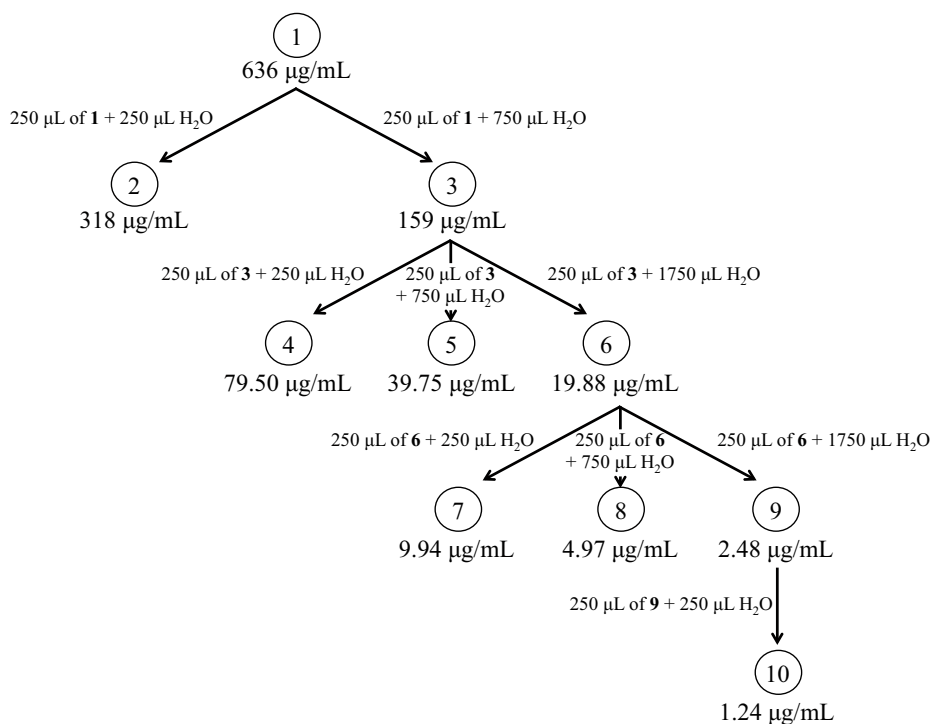 1
636 μg/mL
250 μL of 1 + 250 μL H₂O
250 μL of 1 + 750 μL H₂O
2
318 μg/mL
3
159 μg/mL
250 μL of 3 + 250 μL H₂O
250 μL of 3
+ 750 μL H₂O
250 μL of 3 + 1750 μL H₂O
4
79.50 μg/mL
5
39.75 μg/mL
6
19.88 μg/mL
250 μL of 6 + 250 μL H₂O
250 μL of 6
+ 750 μL H₂O
250 μL of 6 + 1750 μL H₂O
7
9.94 μg/mL
8
4.97 μg/mL
9
2.48 μg/mL
250 μL of 9 + 250 μL H₂O
10
1.24 μg/mL